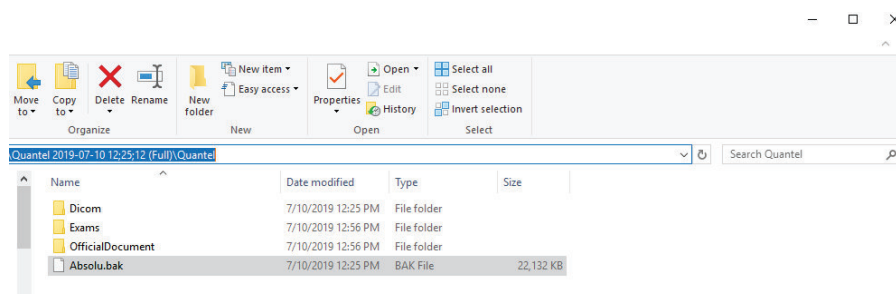 Move to
Copy to
Delete
Rename
New folder
New item
Easy access
Properties
Open
Edit
History
Select all
Select none
Invert selection
Organize
New
Open
Select
\Quantel 2019-07-10 12;25;12 (Full)\Quantel
Search Quantel
Name Date modified Type Size
Dicom 7/10/2019 12:25 PM File folder
Exams 7/10/2019 12:56 PM File folder
OfficialDocument 7/10/2019 12:56 PM File folder
Absolu.bak 7/10/2019 12:25 PM BAK File 22,132 KB